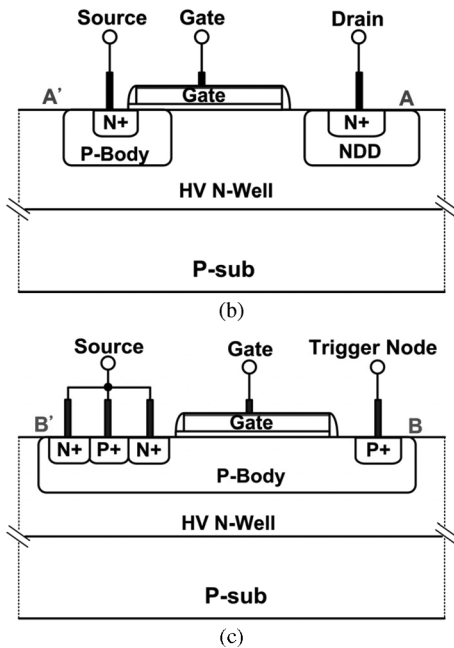 Source Gate Drain
A' Gate A
N+ N+
P-Body NDD
HV N-Well
P-sub
(b)
Source Gate Trigger Node
B' Gate B
N+ P+ N+ P+
P-Body
HV N-Well
P-sub
(c)